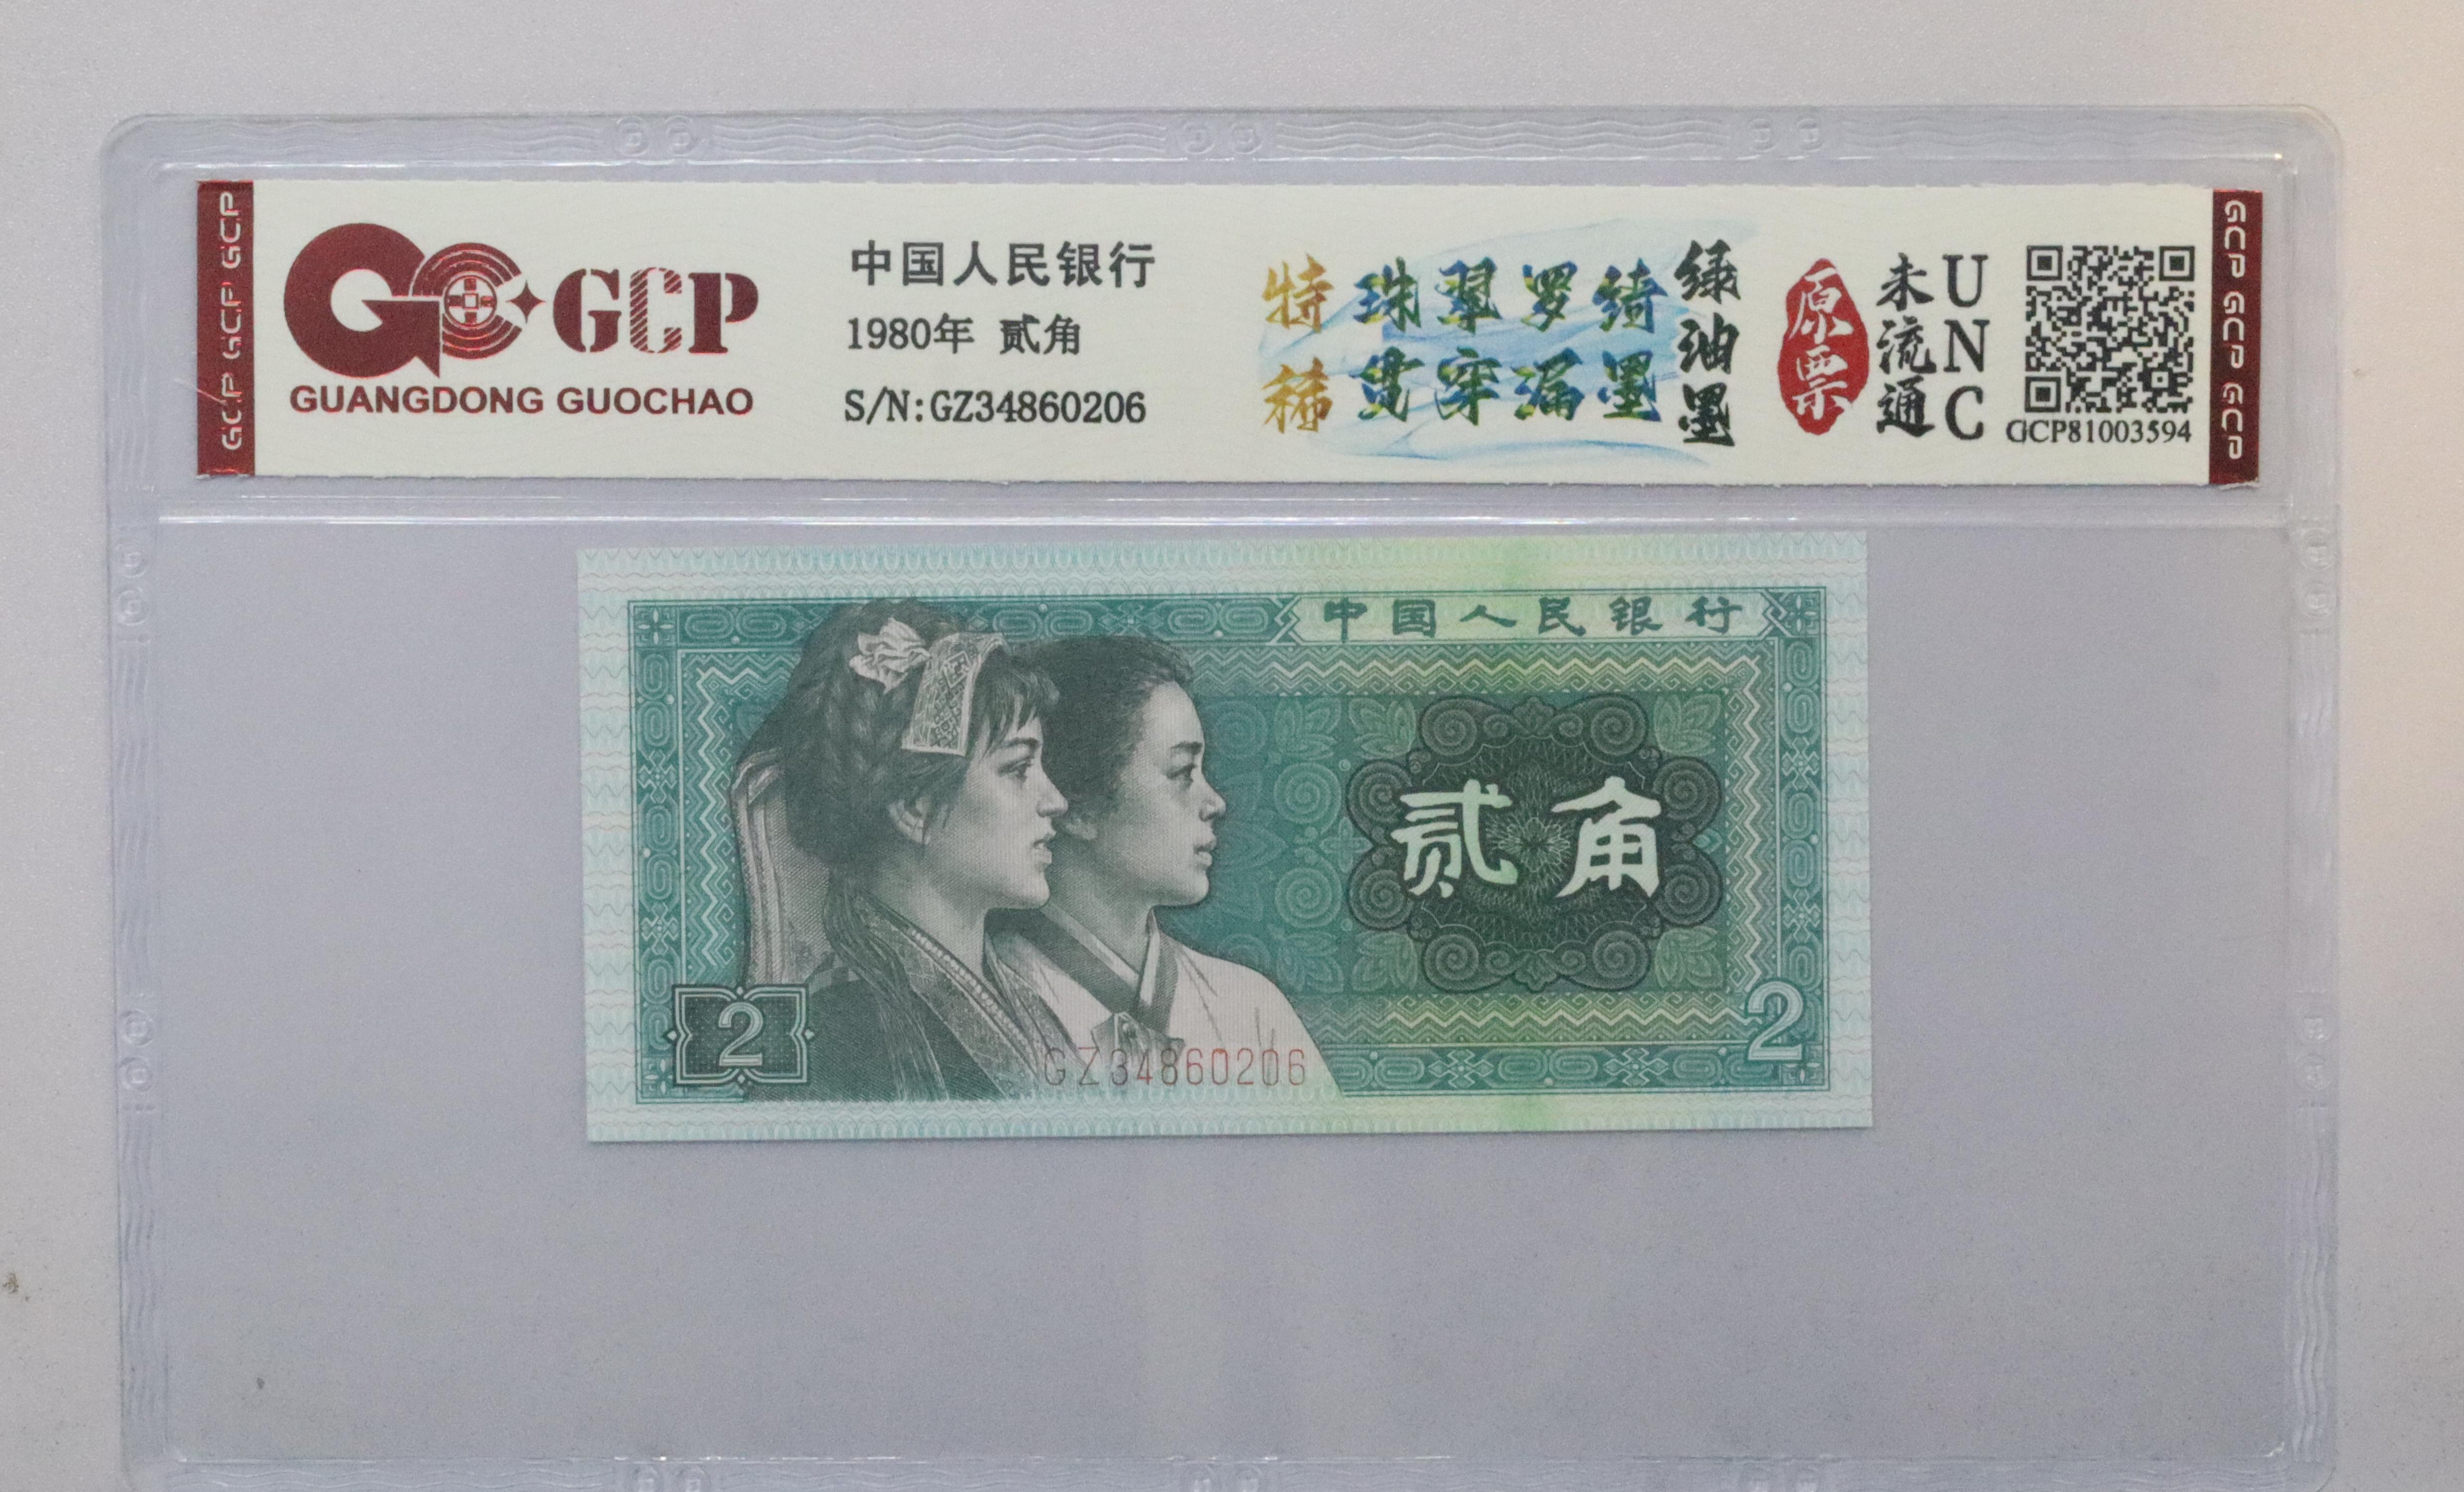 GCP GCP GCP
GCP
GUANGDONG GUOCHAO
中国人民银行
1980年 贰角
S/N:GZ34860206
特稀
珠翠罗绮
贯穿漏墨
绿油墨
原票
未流通
UNC
GCP81003594
GCP GCP GCP
中国人民银行
贰角
2
2
GZ34860206